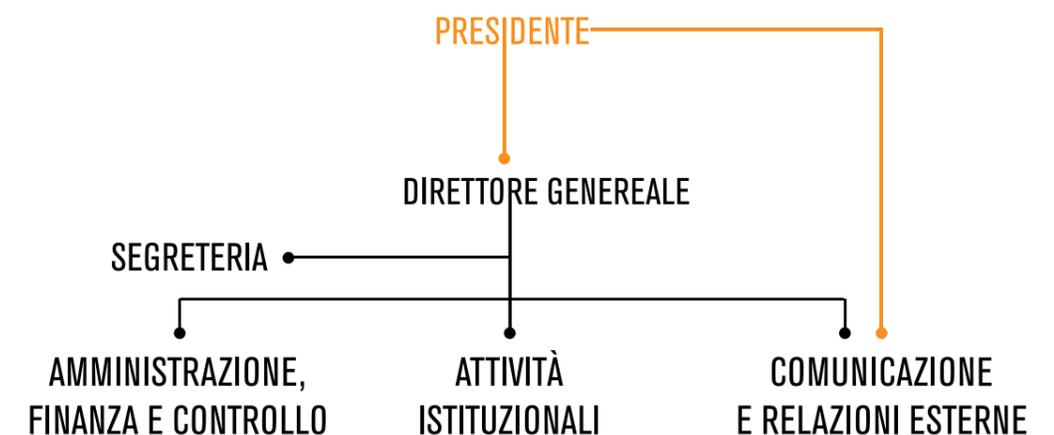 PRESIDENTE
DIRETTORE GENEREALE
SEGRETERIA
AMMINISTRAZIONE,
FINANZA E CONTROLLO
ATTIVITÀ
ISTITUZIONALI
COMUNICAZIONE
E RELAZIONI ESTERNE